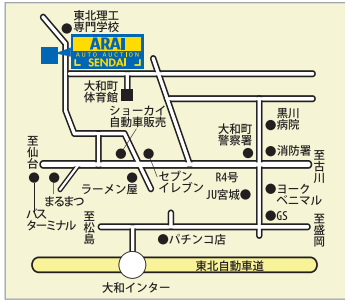 東北理工
専門学校
ARAI
AUTO AUCTION
SENDAI
大和町
体育館
ショーカイ
自動車販売
大和町
警察署
黒川
病院
消防署
至仙台
至古川
セブン
イレブン
R4号
ラーメン屋
まるまつ
バス
ターミナル
JU宮城
ヨーク
ベニマル
GS
至松島
至盛岡
パチンコ店
東北自動車道
大和インター